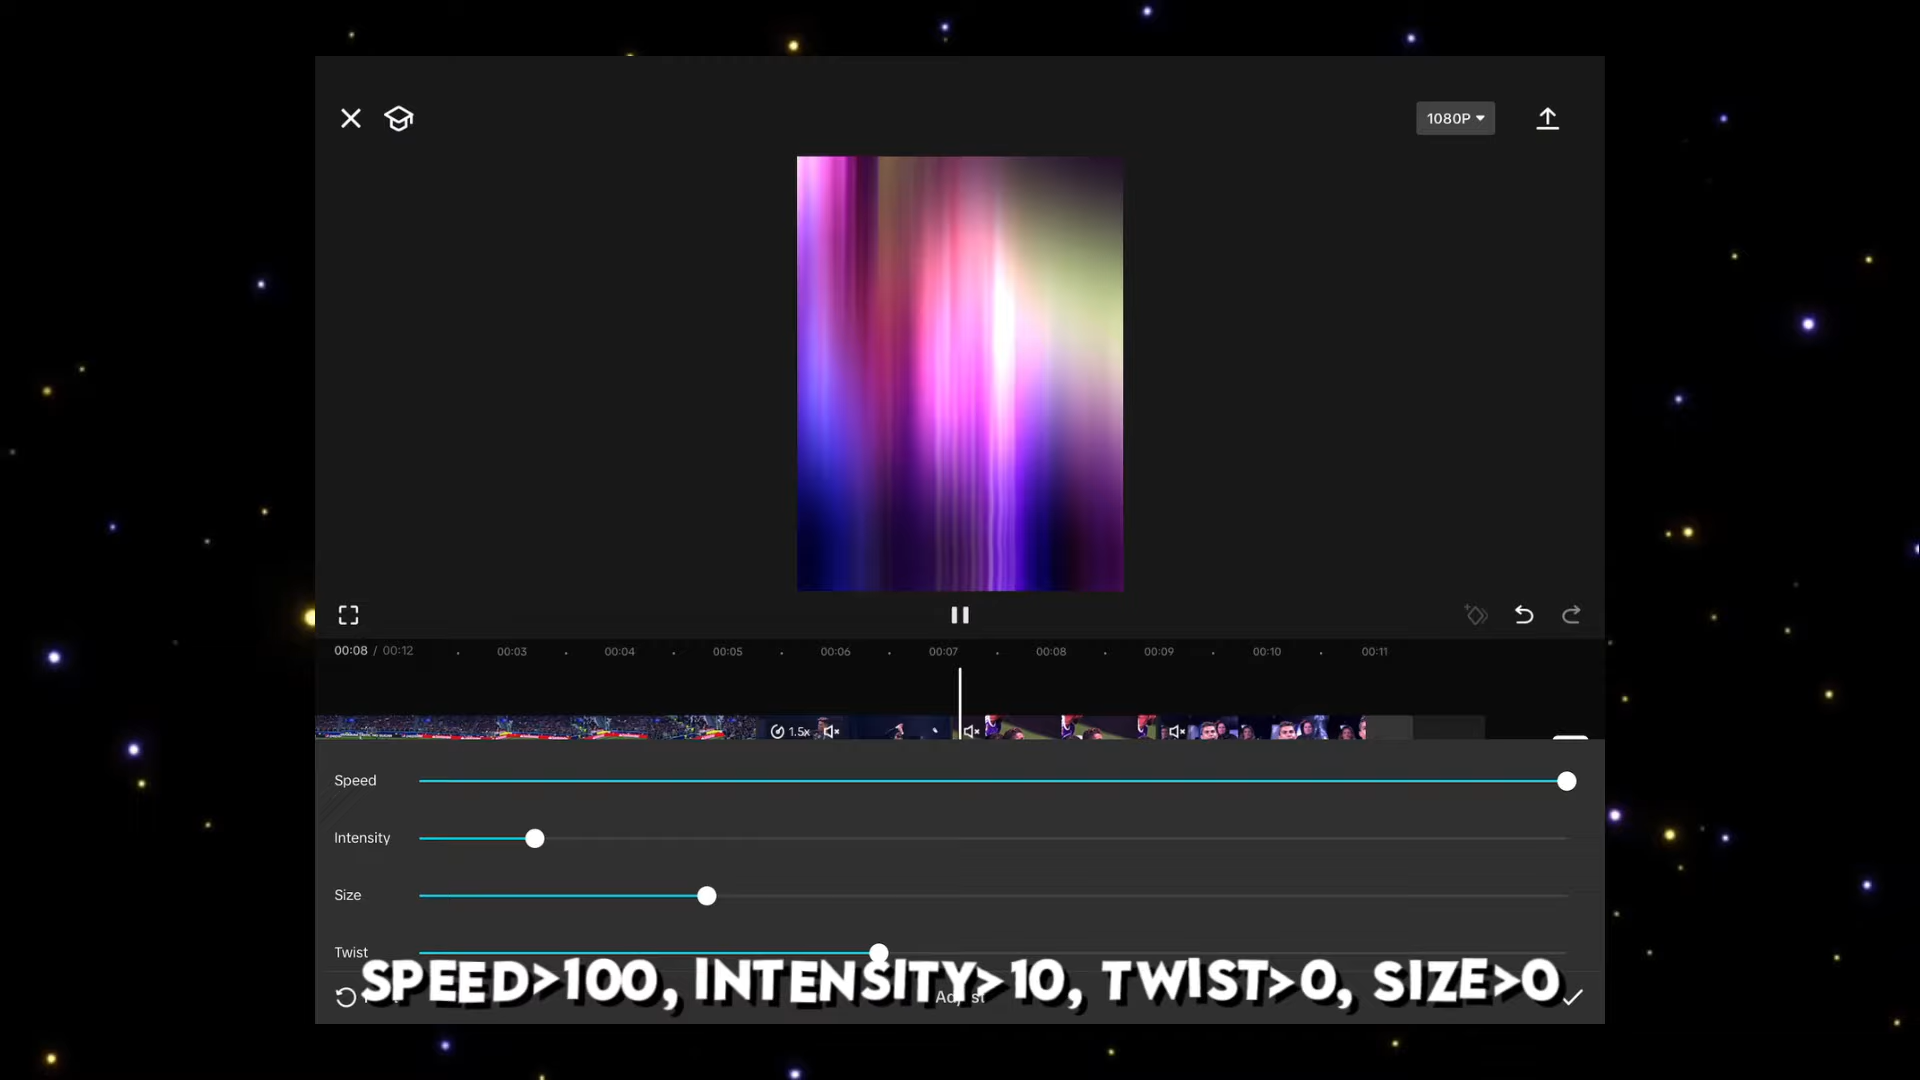 1080P
00:08 / 00:12
00:03
00:04
00:05
00:06
00:07
00:08
00:09
00:10
00:11
1.5x
Speed
Intensity
Size
Twist
SPEED>100, INTENSITY>10, TWIST>0, SIZE>0